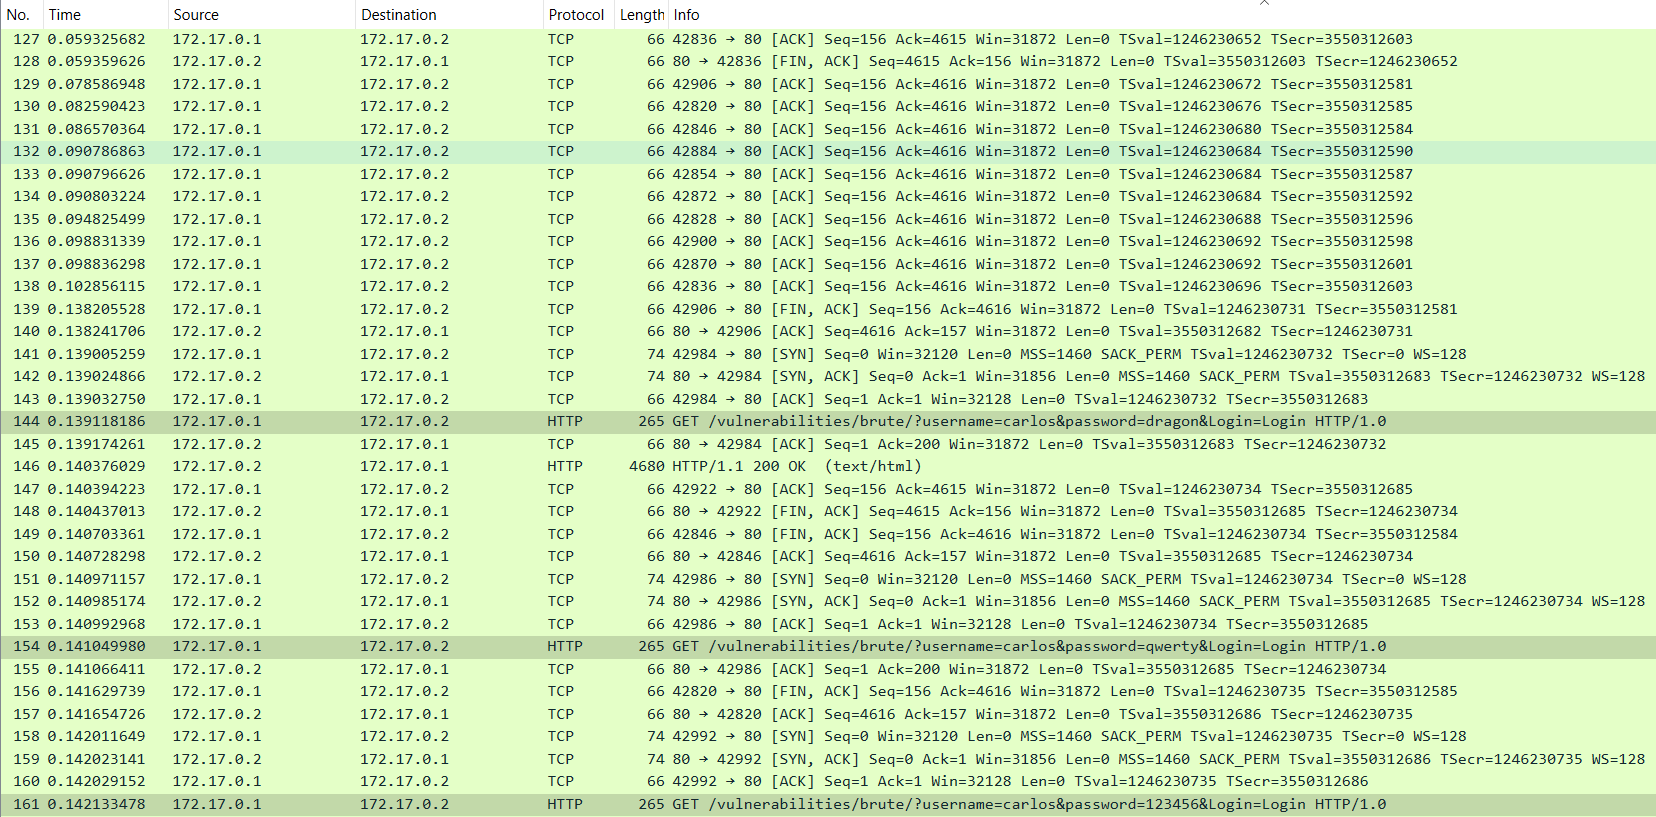 No. Time Source Destination Protocol Length Info
127 0.059325682 172.17.0.1 172.17.0.2 TCP 66 42836 → 80 [ACK] Seq=156 Ack=4615 Win=31872 Len=0 TSval=1246230652 TSecr=3550312603
128 0.059359626 172.17.0.2 172.17.0.1 TCP 66 80 → 42836 [FIN, ACK] Seq=4615 Ack=156 Win=31872 Len=0 TSval=3550312603 TSecr=1246230652
129 0.078586948 172.17.0.1 172.17.0.2 TCP 66 42906 → 80 [ACK] Seq=156 Ack=4616 Win=31872 Len=0 TSval=1246230672 TSecr=3550312581
130 0.082590423 172.17.0.1 172.17.0.2 TCP 66 42820 → 80 [ACK] Seq=156 Ack=4616 Win=31872 Len=0 TSval=1246230676 TSecr=3550312585
131 0.086570364 172.17.0.1 172.17.0.2 TCP 66 42846 → 80 [ACK] Seq=156 Ack=4616 Win=31872 Len=0 TSval=1246230680 TSecr=3550312584
132 0.090786863 172.17.0.1 172.17.0.2 TCP 66 42884 → 80 [ACK] Seq=156 Ack=4616 Win=31872 Len=0 TSval=1246230684 TSecr=3550312590
133 0.090796626 172.17.0.1 172.17.0.2 TCP 66 42854 → 80 [ACK] Seq=156 Ack=4616 Win=31872 Len=0 TSval=1246230684 TSecr=3550312587
134 0.090803224 172.17.0.1 172.17.0.2 TCP 66 42872 → 80 [ACK] Seq=156 Ack=4616 Win=31872 Len=0 TSval=1246230684 TSecr=3550312592
135 0.094825499 172.17.0.1 172.17.0.2 TCP 66 42828 → 80 [ACK] Seq=156 Ack=4616 Win=31872 Len=0 TSval=1246230688 TSecr=3550312596
136 0.098831339 172.17.0.1 172.17.0.2 TCP 66 42900 → 80 [ACK] Seq=156 Ack=4616 Win=31872 Len=0 TSval=1246230692 TSecr=3550312598
137 0.098836298 172.17.0.1 172.17.0.2 TCP 66 42870 → 80 [ACK] Seq=156 Ack=4616 Win=31872 Len=0 TSval=1246230692 TSecr=3550312601
138 0.102856115 172.17.0.1 172.17.0.2 TCP 66 42836 → 80 [ACK] Seq=156 Ack=4616 Win=31872 Len=0 TSval=1246230696 TSecr=3550312603
139 0.138205528 172.17.0.1 172.17.0.2 TCP 66 42906 → 80 [FIN, ACK] Seq=156 Ack=4616 Win=31872 Len=0 TSval=1246230731 TSecr=3550312581
140 0.138241706 172.17.0.2 172.17.0.1 TCP 66 80 → 42906 [ACK] Seq=4616 Ack=157 Win=31872 Len=0 TSval=3550312682 TSecr=1246230731
141 0.139005259 172.17.0.1 172.17.0.2 TCP 74 42984 → 80 [SYN] Seq=0 Win=32120 Len=0 MSS=1460 SACK_PERM TSval=1246230732 TSecr=0 WS=128
142 0.139024866 172.17.0.2 172.17.0.1 TCP 74 80 → 42984 [SYN, ACK] Seq=0 Ack=1 Win=31856 Len=0 MSS=1460 SACK_PERM TSval=3550312683 TSecr=1246230732 WS=128
143 0.139032750 172.17.0.1 172.17.0.2 TCP 66 42984 → 80 [ACK] Seq=1 Ack=1 Win=32128 Len=0 TSval=1246230732 TSecr=3550312683
144 0.139118186 172.17.0.1 172.17.0.2 HTTP 265 GET /vulnerabilities/brute/?username=carlos&password=dragon&Login=Login HTTP/1.0
145 0.139174261 172.17.0.2 172.17.0.1 TCP 66 80 → 42984 [ACK] Seq=1 Ack=200 Win=31872 Len=0 TSval=3550312683 TSecr=1246230732
146 0.140376029 172.17.0.2 172.17.0.1 HTTP 4680 HTTP/1.1 200 OK (text/html)
147 0.140394223 172.17.0.1 172.17.0.2 TCP 66 42922 → 80 [ACK] Seq=156 Ack=4615 Win=31872 Len=0 TSval=1246230734 TSecr=3550312685
148 0.140437013 172.17.0.2 172.17.0.1 TCP 66 80 → 42922 [FIN, ACK] Seq=4615 Ack=156 Win=31872 Len=0 TSval=3550312685 TSecr=1246230734
149 0.140703361 172.17.0.1 172.17.0.2 TCP 66 42846 → 80 [FIN, ACK] Seq=156 Ack=4616 Win=31872 Len=0 TSval=1246230734 TSecr=3550312584
150 0.140728298 172.17.0.2 172.17.0.1 TCP 66 80 → 42846 [ACK] Seq=4616 Ack=157 Win=31872 Len=0 TSval=3550312685 TSecr=1246230734
151 0.140971157 172.17.0.1 172.17.0.2 TCP 74 42986 → 80 [SYN] Seq=0 Win=32120 Len=0 MSS=1460 SACK_PERM TSval=1246230734 TSecr=0 WS=128
152 0.140985174 172.17.0.2 172.17.0.1 TCP 74 80 → 42986 [SYN, ACK] Seq=0 Ack=1 Win=31856 Len=0 MSS=1460 SACK_PERM TSval=3550312685 TSecr=1246230734 WS=128
153 0.140992968 172.17.0.1 172.17.0.2 TCP 66 42986 → 80 [ACK] Seq=1 Ack=1 Win=32128 Len=0 TSval=1246230734 TSecr=3550312685
154 0.141049980 172.17.0.1 172.17.0.2 HTTP 265 GET /vulnerabilities/brute/?username=carlos&password=qwerty&Login=Login HTTP/1.0
155 0.141066411 172.17.0.2 172.17.0.1 TCP 66 80 → 42986 [ACK] Seq=1 Ack=200 Win=31872 Len=0 TSval=3550312685 TSecr=1246230734
156 0.141629739 172.17.0.1 172.17.0.2 TCP 66 42820 → 80 [FIN, ACK] Seq=156 Ack=4616 Win=31872 Len=0 TSval=1246230735 TSecr=3550312585
157 0.141654726 172.17.0.2 172.17.0.1 TCP 66 80 → 42820 [ACK] Seq=4616 Ack=157 Win=31872 Len=0 TSval=3550312686 TSecr=1246230735
158 0.142011649 172.17.0.1 172.17.0.2 TCP 74 42992 → 80 [SYN] Seq=0 Win=32120 Len=0 MSS=1460 SACK_PERM TSval=1246230735 TSecr=0 WS=128
159 0.142023141 172.17.0.2 172.17.0.1 TCP 74 80 → 42992 [SYN, ACK] Seq=0 Ack=1 Win=31856 Len=0 MSS=1460 SACK_PERM TSval=3550312686 TSecr=1246230735 WS=128
160 0.142029152 172.17.0.1 172.17.0.2 TCP 66 42992 → 80 [ACK] Seq=1 Ack=1 Win=32128 Len=0 TSval=1246230735 TSecr=3550312686
161 0.142133478 172.17.0.1 172.17.0.2 HTTP 265 GET /vulnerabilities/brute/?username=carlos&password=123456&Login=Login HTTP/1.0